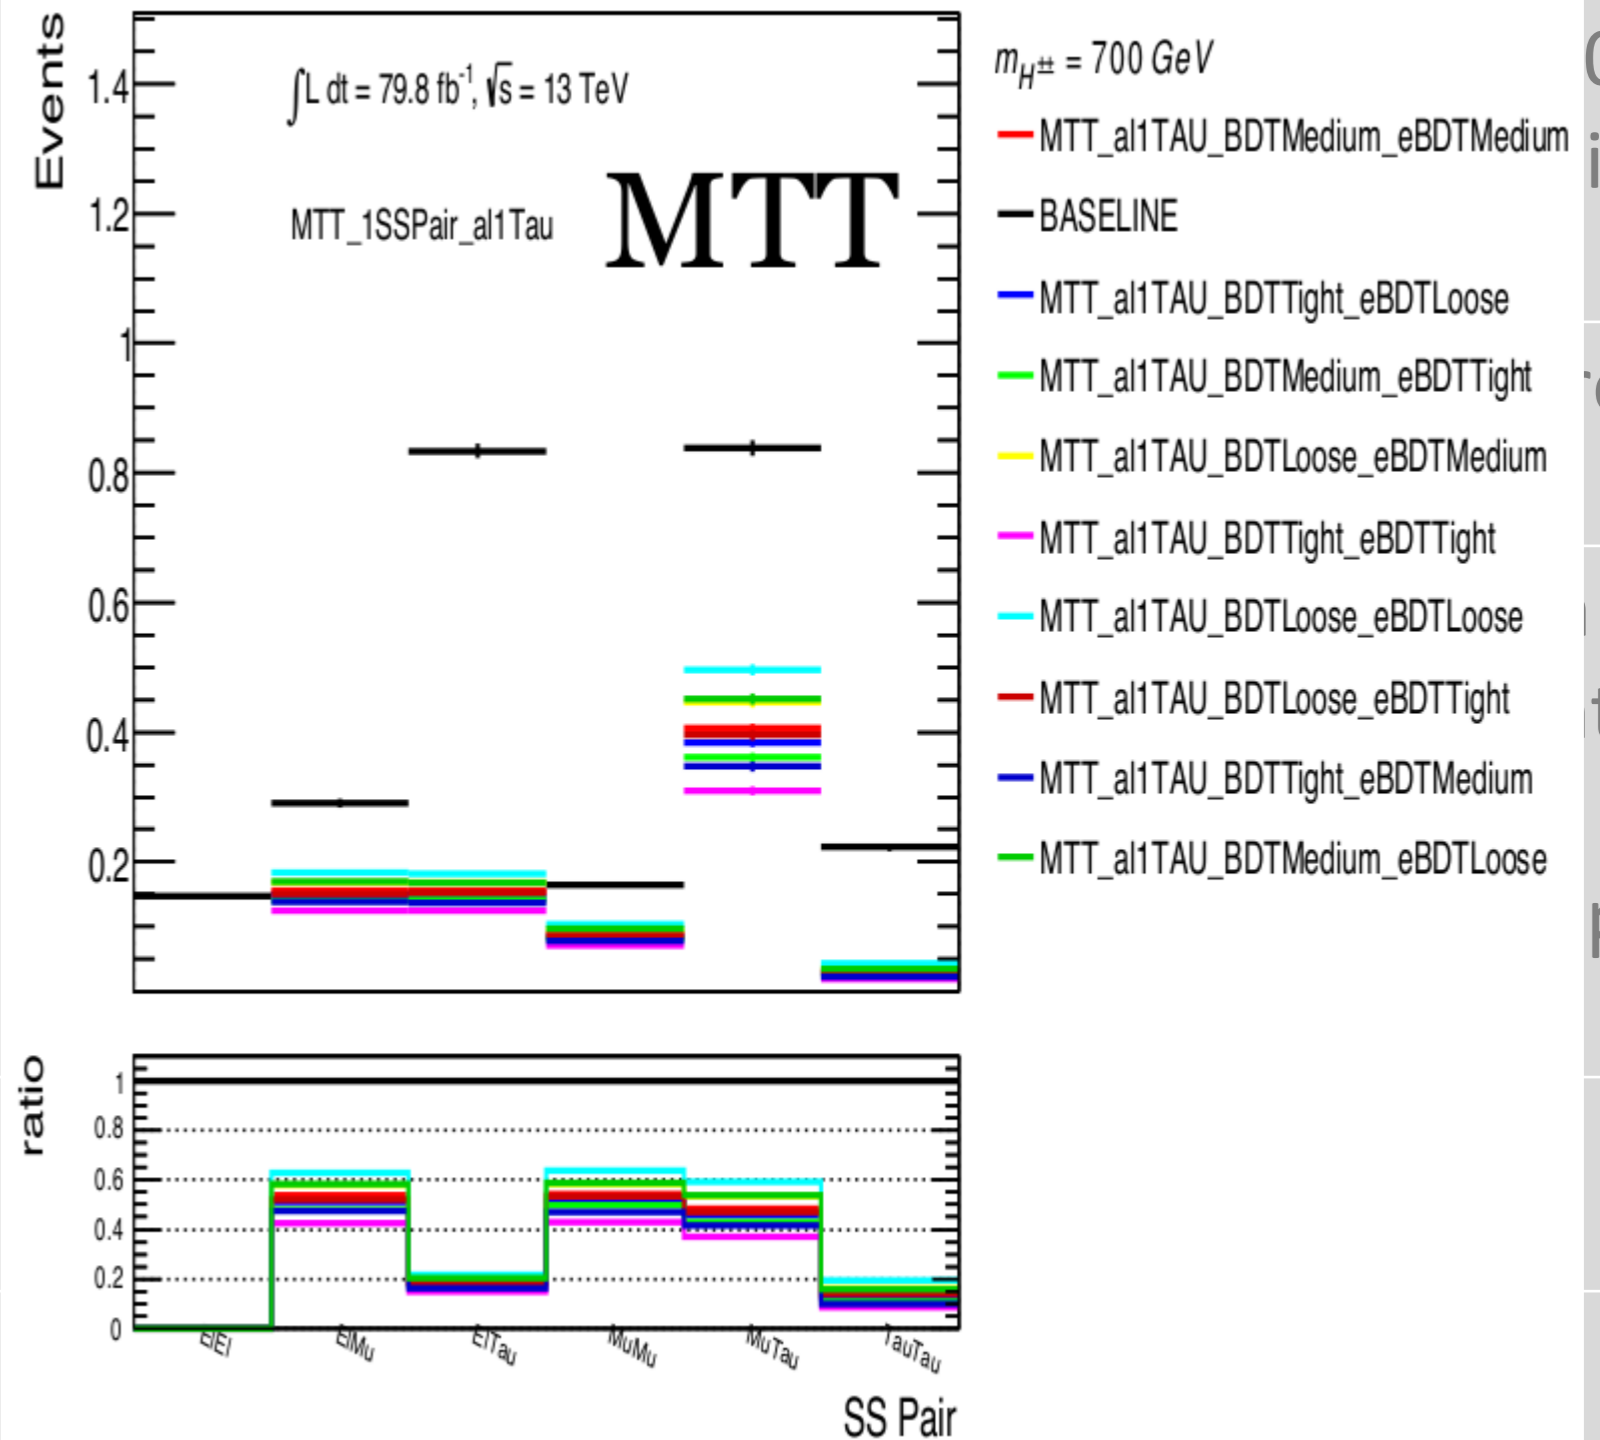 Events
1.4
1.2
1
0.8
0.6
0.4
0.2
∫L dt = 79.8 fb⁻¹, √s = 13 TeV
MTT_1SSPair_al1Tau
MTT
m_H±± = 700 GeV
MTT_al1TAU_BDTMedium_eBDTMedium
BASELINE
MTT_al1TAU_BDTTight_eBDTLoose
MTT_al1TAU_BDTMedium_eBDTTight
MTT_al1TAU_BDTLoose_eBDTMedium
MTT_al1TAU_BDTTight_eBDTTight
MTT_al1TAU_BDTLoose_eBDTLoose
MTT_al1TAU_BDTLoose_eBDTTight
MTT_al1TAU_BDTTight_eBDTMedium
MTT_al1TAU_BDTMedium_eBDTLoose
ratio
1
0.8
0.6
0.4
0.2
0
ElEl
ElMu
ElTau
MuMu
MuTau
TauTau
SS Pair